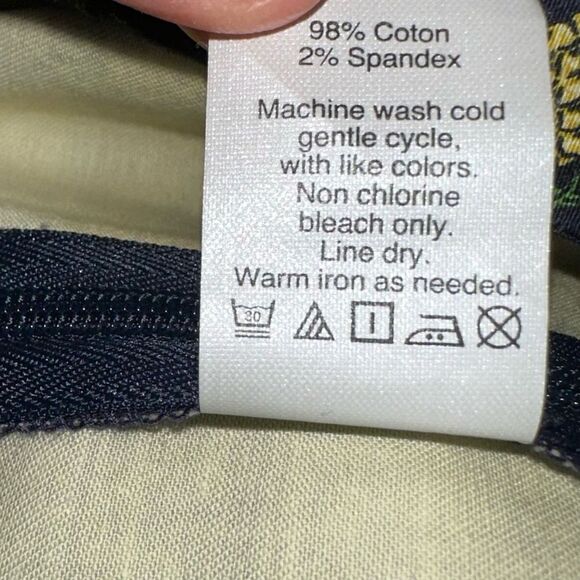 98% Coton
2% Spandex
Machine wash cold
gentle cycle,
with like colors.
Non chlorine
bleach only.
Line dry.
Warm iron as needed.
30